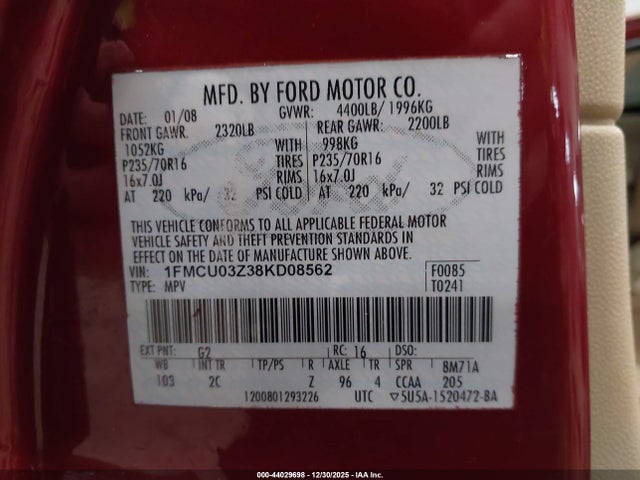 MFD. BY FORD MOTOR CO.
DATE: 01/08 GVWR: 4400LB/ 1996KG
FRONT GAWR: 2320LB REAR GAWR: 2200LB
1052KG WITH 998KG WITH
P235/70R16 TIRES P235/70R16 TIRES
16x7.0J RIMS 16x7.0J RIMS
AT 220 kPa/ 32 PSI COLD AT 220 kPa/ 32 PSI COLD
THIS VEHICLE CONFORMS TO ALL APPLICABLE FEDERAL MOTOR
VEHICLE SAFETY AND THEFT PREVENTION STANDARDS IN
EFFECT ON THE DATE OF MANUFACTURE SHOWN ABOVE.
VIN: 1FMCU03Z38KD08562 F0085
TYPE: MPV T0241
EXT PNT: G2 RC: 16 DSO:
WB INT TR TP/PS R AXLE TR SPR 8M71A
103 2C Z 96 4 CCAA 205
1200801293226 UTC ▽5U5A-1520472-BA
000-44029698 - 12/30/2025 - IAA Inc.